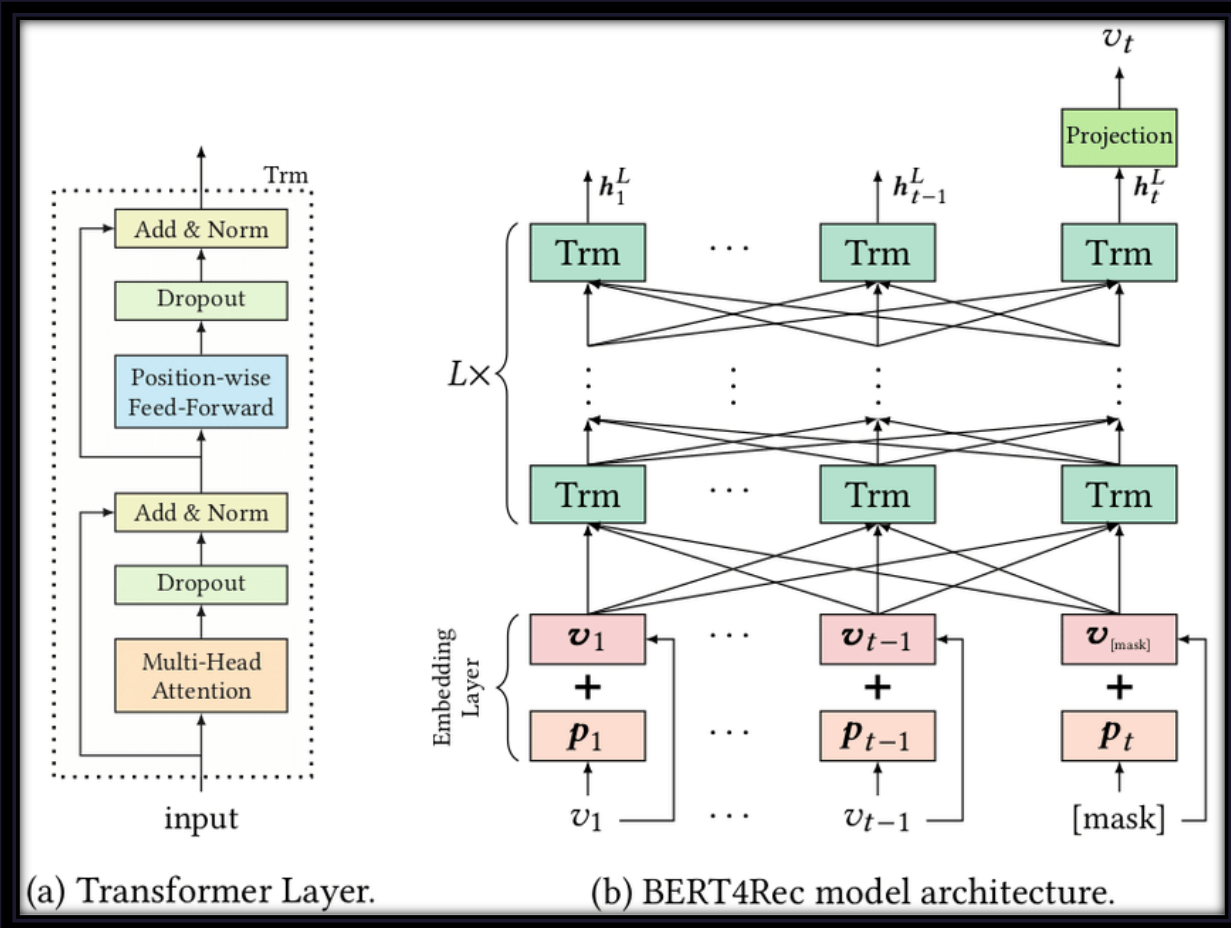 Trm
Add & Norm
Dropout
Position-wise
Feed-Forward
Add & Norm
Dropout
Multi-Head
Attention
input
(a) Transformer Layer.
v_t
Projection
h_1^L
h_{t-1}^L
h_t^L
Trm ... Trm Trm
L×
Trm ... Trm Trm
Embedding
Layer
v_1 ... v_{t-1} v_{[mask]}
+ + +
p_1 ... p_{t-1} p_t
v_1 ... v_{t-1} [mask]
(b) BERT4Rec model architecture.